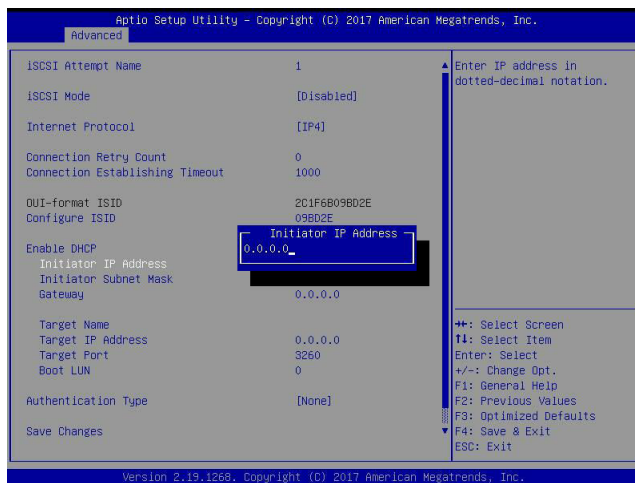 Aptio Setup Utility – Copyright (C) 2017 American Megatrends, Inc.
Advanced
iSCSI Attempt Name 1
iSCSI Mode [Disabled]
Internet Protocol [IP4]
Connection Retry Count 0
Connection Establishing Timeout 1000
OUI-format ISID 2C1F6B09BD2E
Configure ISID 09BD2E
Enable DHCP
Initiator IP Address
Initiator Subnet Mask
Gateway 0.0.0.0
Target Name
Target IP Address 0.0.0.0
Target Port 3260
Boot LUN 0
Authentication Type [None]
Save Changes
Initiator IP Address
0.0.0.0_
Enter IP address in
dotted-decimal notation.
→←: Select Screen
↑↓: Select Item
Enter: Select
+/-: Change Opt.
F1: General Help
F2: Previous Values
F3: Optimized Defaults
F4: Save & Exit
ESC: Exit
Version 2.19.1268. Copyright (C) 2017 American Megatrends, Inc.